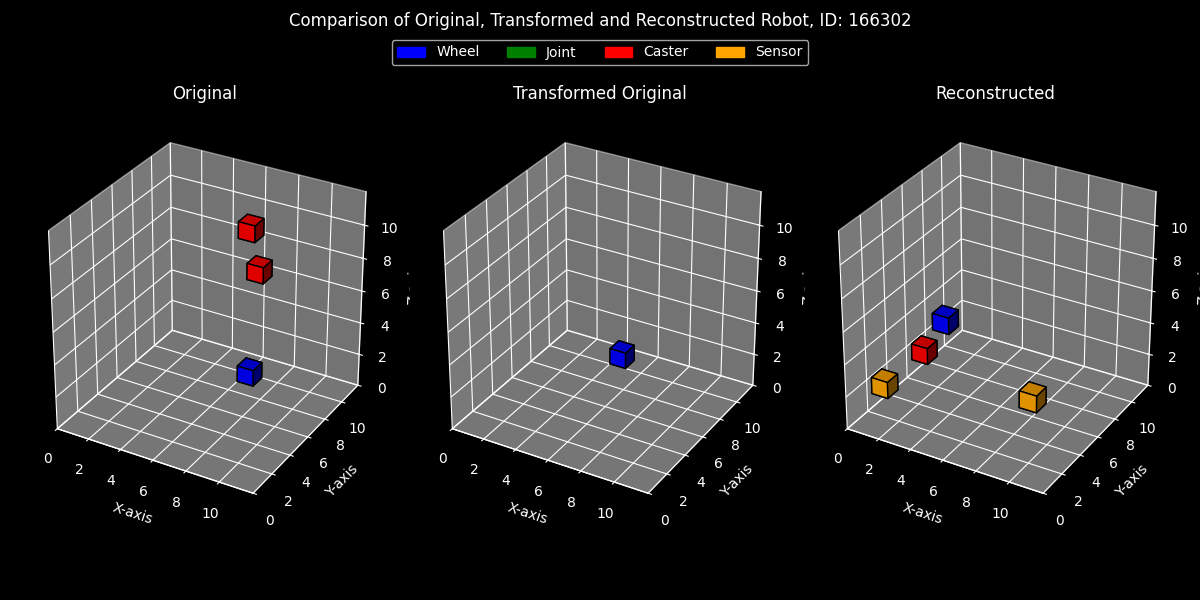 Comparison of Original, Transformed and Reconstructed Robot, ID: 166302
Wheel Joint Caster Sensor
Original Transformed Original Reconstructed
10 10 10
8 8 8
6 6 6
4 4 4
2 2 2
0 0 0
10 10 10
8 8 8
0 6 0 6 0 6
2 4 2 4 2 4
4 2 4 2 4 2
6 0 6 0 6 0
8 8 8
10 10 10
X-axis Y-axis X-axis Y-axis X-axis Y-axis